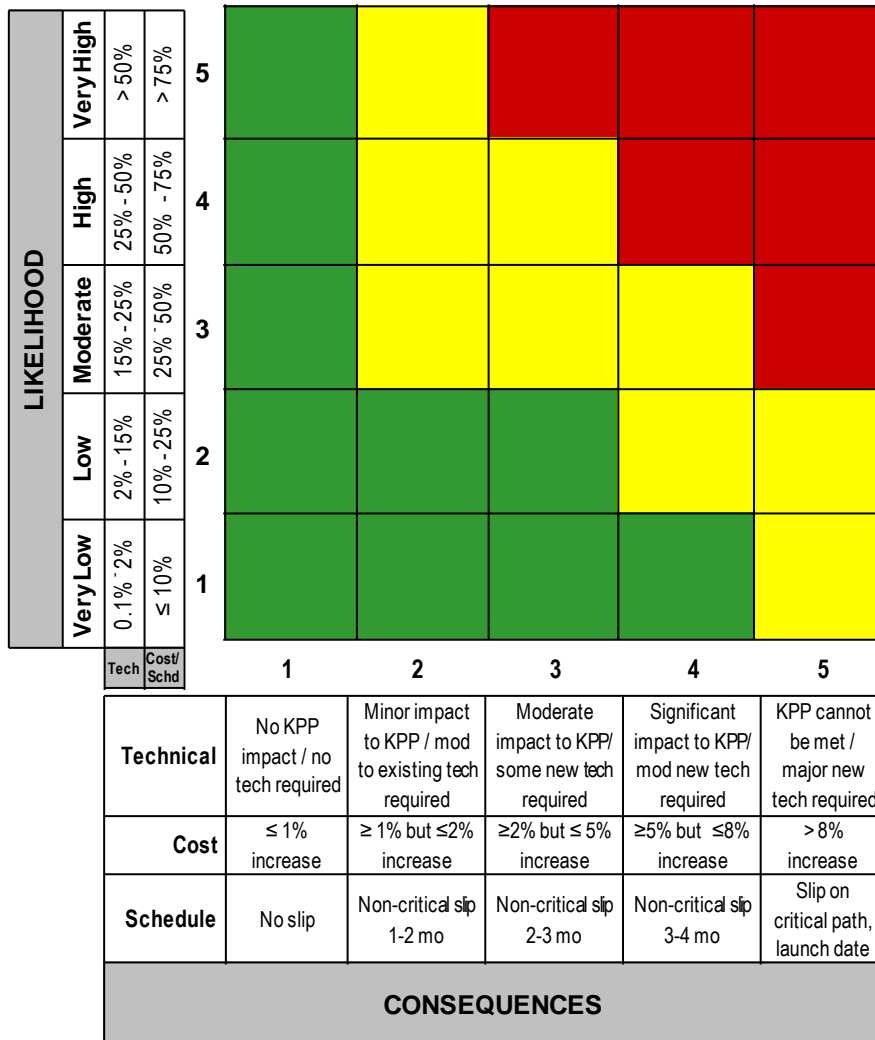 LIKELIHOOD
Very High
> 50%
> 75%
5
High
25% - 50%
50% - 75%
4
Moderate
15% - 25%
25% - 50%
3
Low
2% - 15%
10% - 25%
2
Very Low
0.1% - 2%
≤ 10%
1
Tech
Cost/
Schd
1
2
3
4
5
Technical
No KPP
impact / no
tech required
Minor impact
to KPP / mod
to existing tech
required
Moderate
impact to KPP/
some new tech
required
Significant
impact to KPP/
mod new tech
required
KPP cannot
be met /
major new
tech required
Cost
≤ 1%
increase
≥ 1% but ≤2%
increase
≥2% but ≤ 5%
increase
≥5% but ≤8%
increase
> 8%
increase
Schedule
No slip
Non-critical slip
1-2 mo
Non-critical slip
2-3 mo
Non-critical slip
3-4 mo
Slip on
critical path,
launch date
CONSEQUENCES